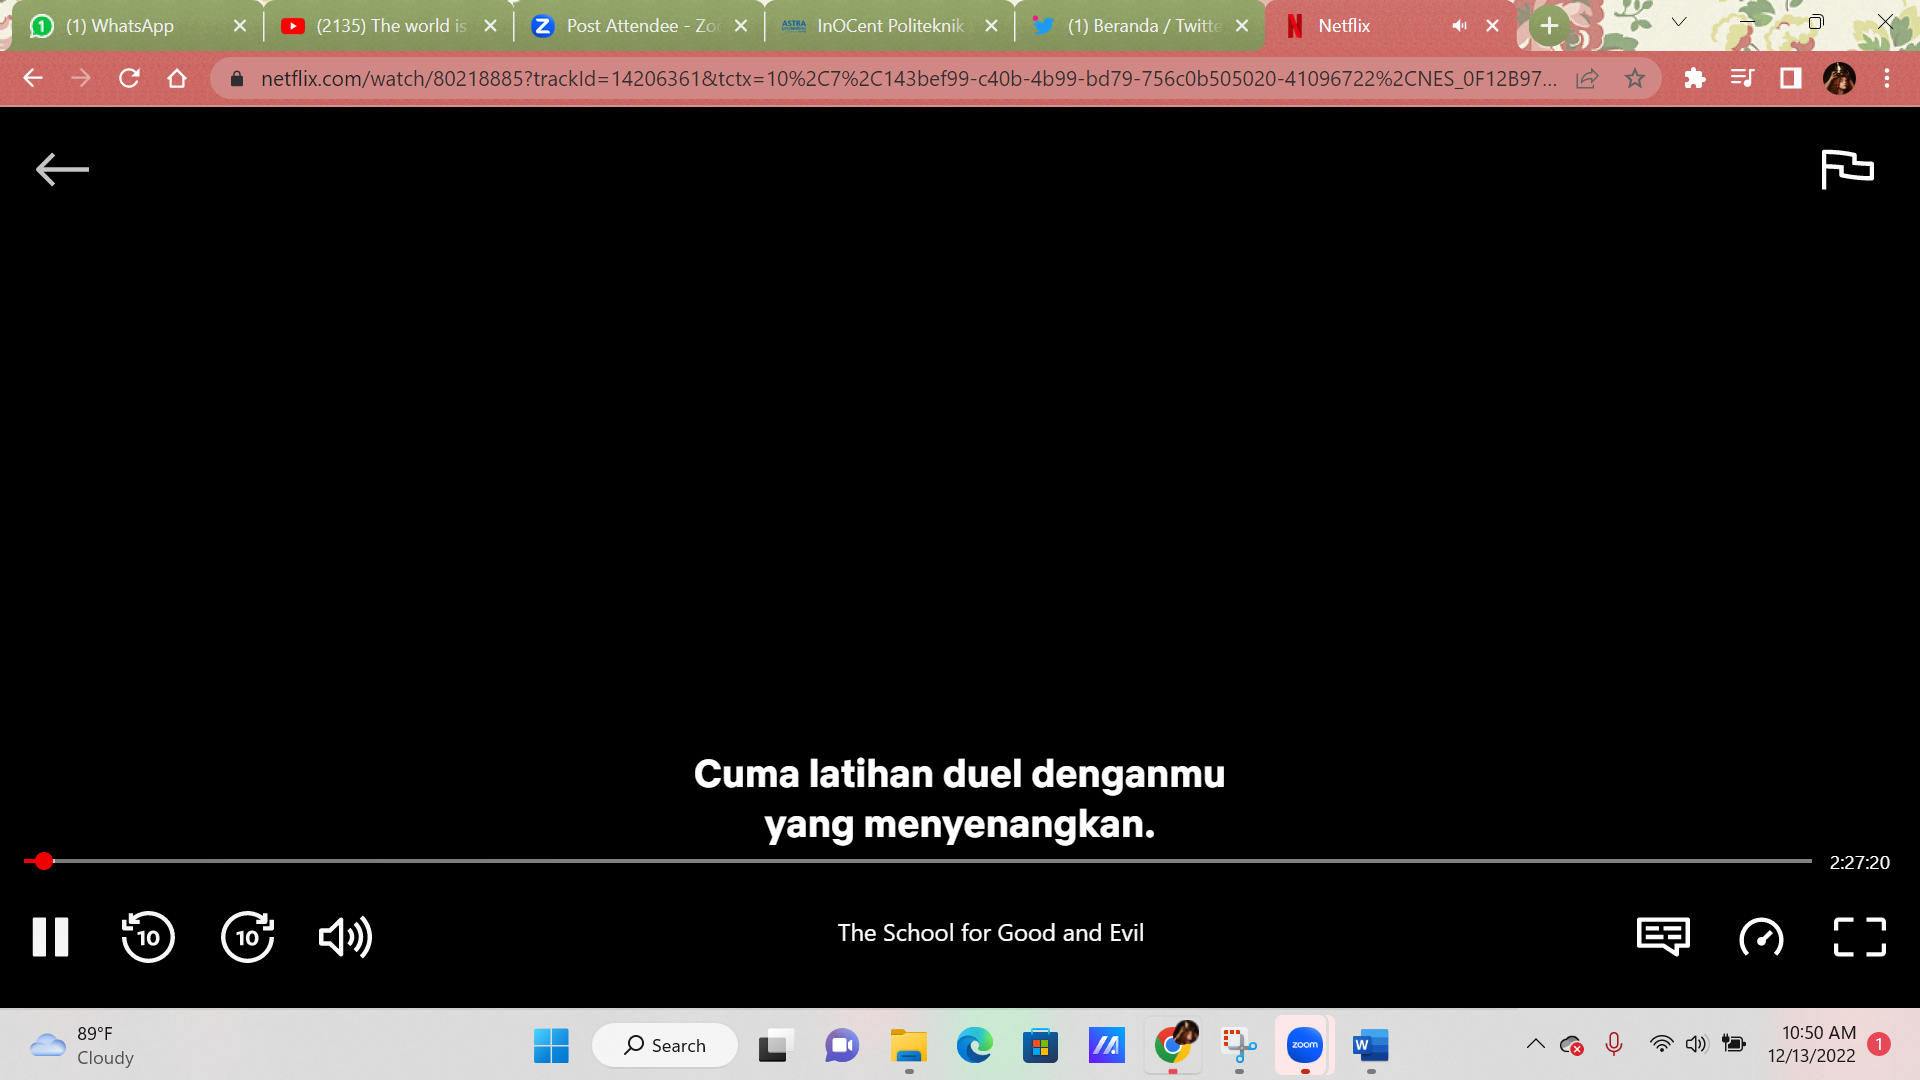 (1) WhatsApp
(2135) The world is
Post Attendee - Zo
ASTRA
InOCent Politeknik
(1) Beranda / Twitte
Netflix
netflix.com/watch/80218885?trackId=14206361&tctx=10%2C7%2C143bef99-c40b-4b99-bd79-756c0b505020-41096722%2CNES_0F12B97...
Cuma latihan duel denganmu
yang menyenangkan.
2:27:20
10
10
The School for Good and Evil
89°F
Cloudy
Search
zoom
W
10:50 AM
12/13/2022
1